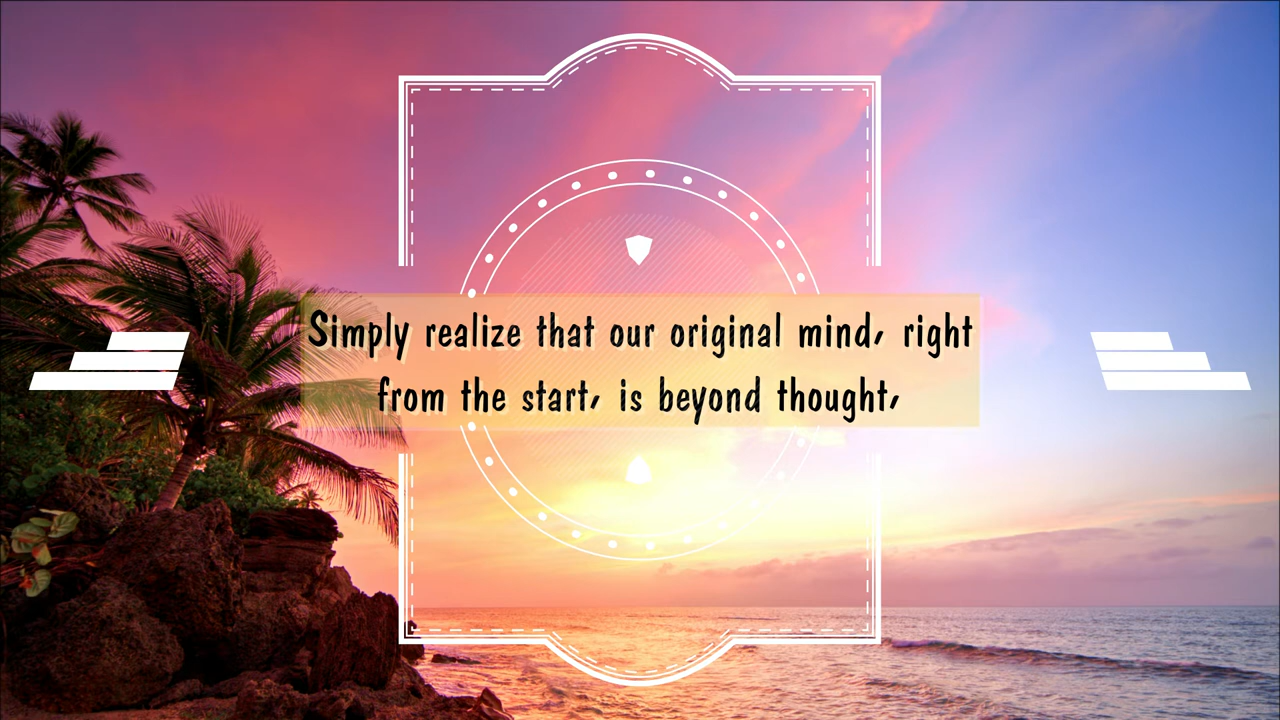 Simply realize that our original mind, right
from the start, is beyond thought,